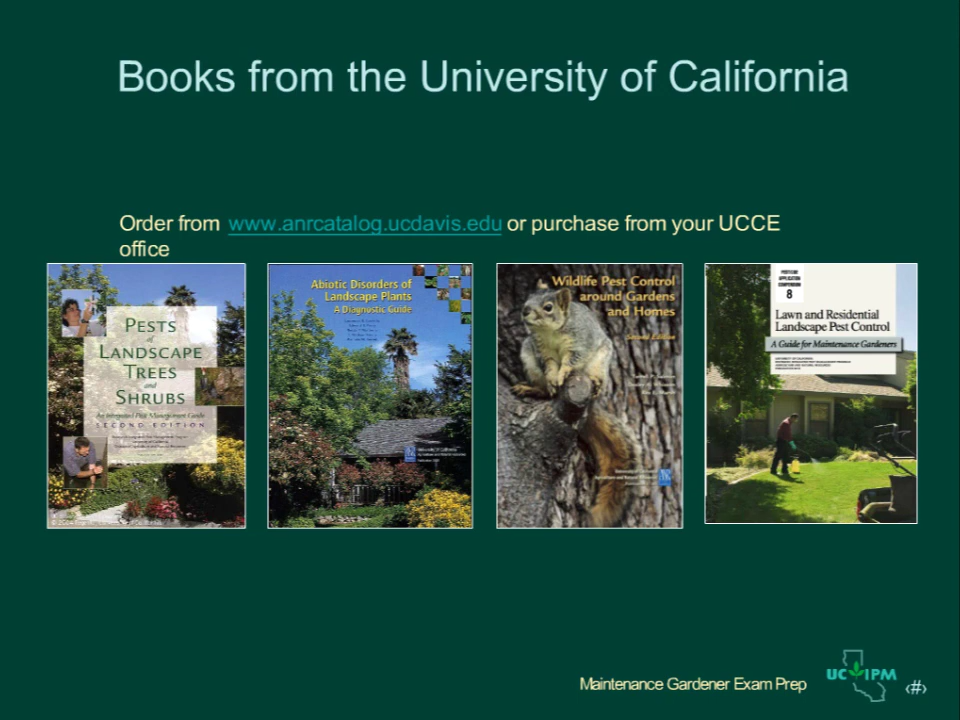 Books from the University of California
Order from www.anrcatalog.ucdavis.edu or purchase from your UCCE
office
PESTS
of
LANDSCAPE
TREES
and
SHRUBS
An Integrated Pest Management Guide
SECOND EDITION
Abiotic Disorders of
Landscape Plants
A Diagnostic Guide
Wildlife Pest Control
around Gardens
and Homes
Second Edition
PESTICIDE
APPLICATION
COMPENDIUM
8
Lawn and Residential
Landscape Pest Control
A Guide for Maintenance Gardeners
Maintenance Gardener Exam Prep
UC IPM
‹#›